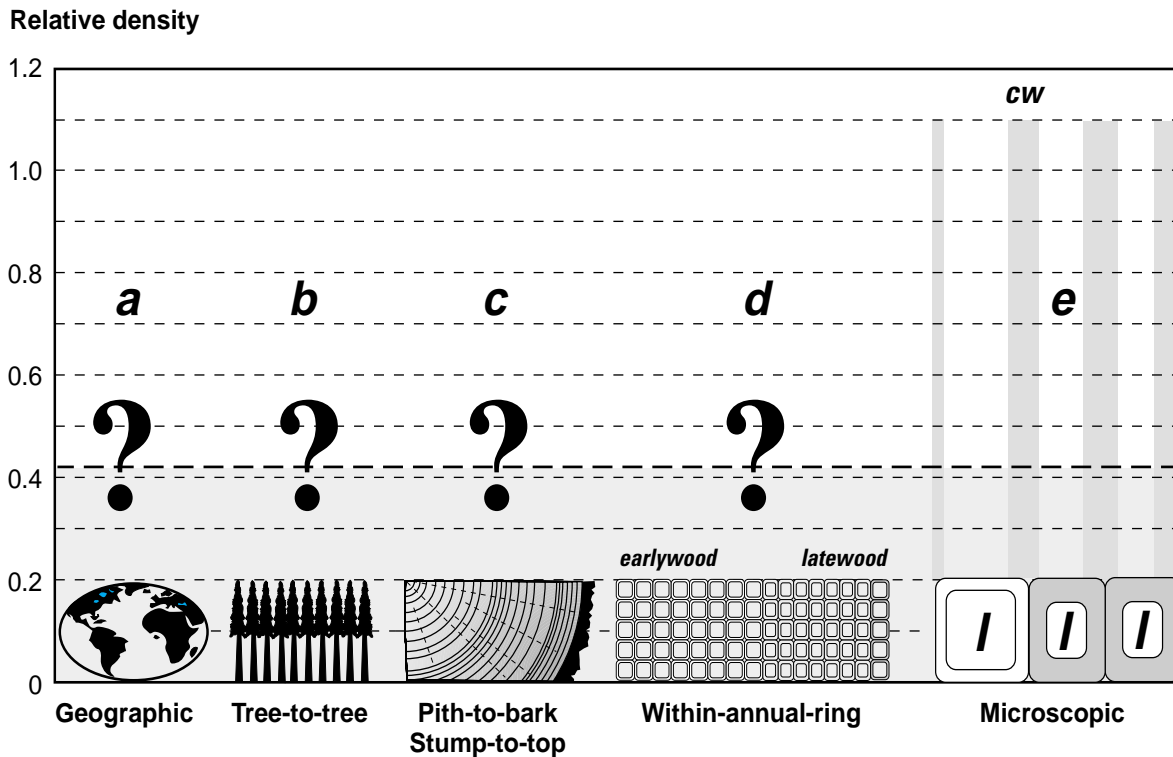 Relative density
1.2
cw
1.0
0.8
a b c d e
0.6
? ? ? ?
0.4
earlywood latewood
0.2
l l l
0
Geographic Tree-to-tree Pith-to-bark Within-annual-ring Microscopic
Stump-to-top